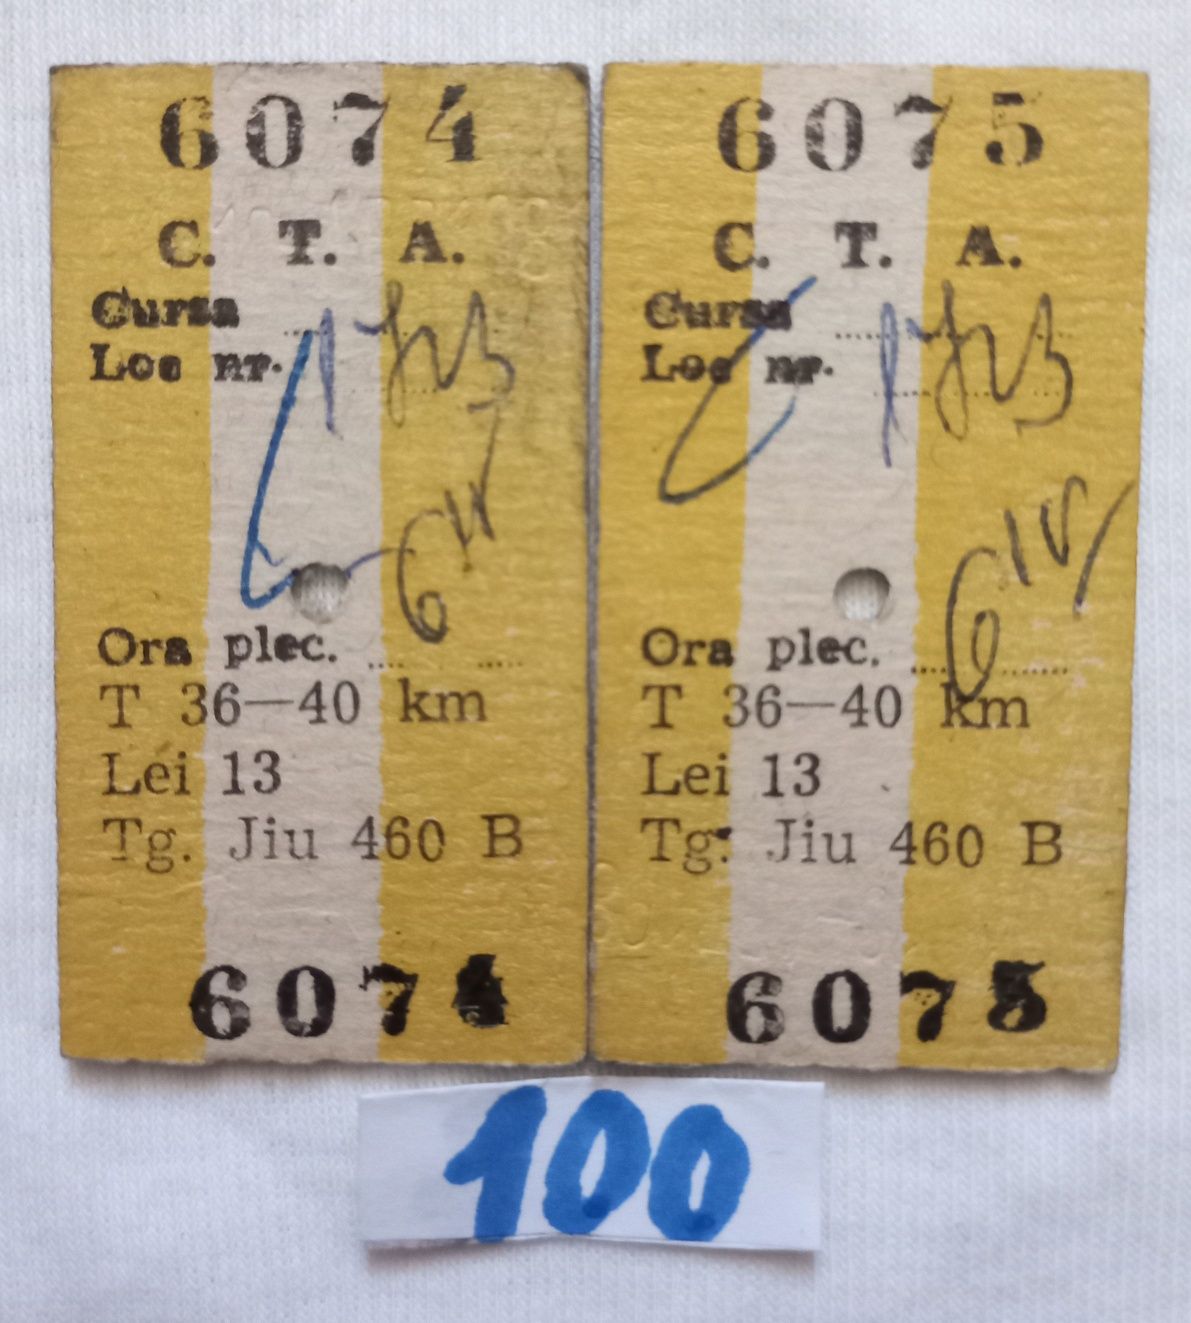 6074
C. T. A.
Cursa
Loc nr.
Ora plec.
T 36—40 km
Lei 13
Tg. Jiu 460 B
6074
6075
C. T. A.
Cursa
Loc nr.
Ora plec.
T 36—40 km
Lei 13
Tg. Jiu 460 B
6075
100